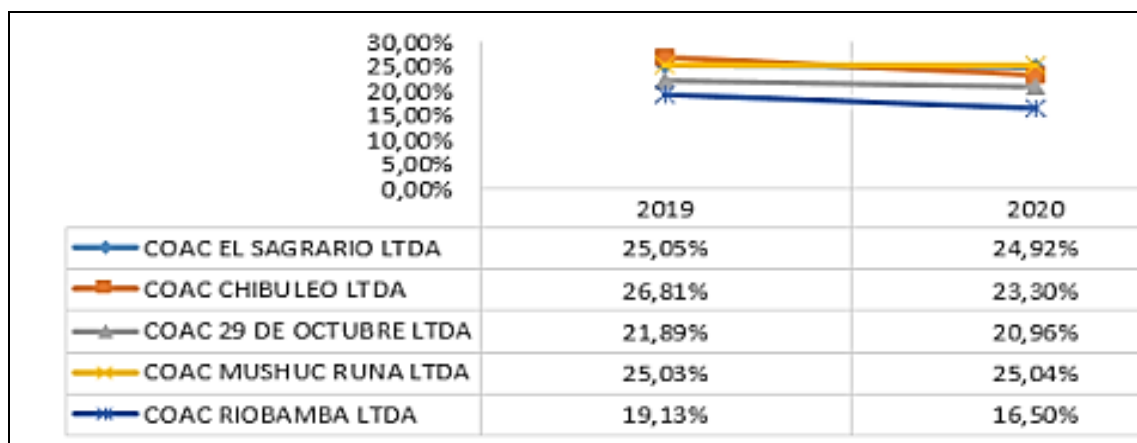 30,00%
25,00%
20,00%
15,00%
10,00%
5,00%
0,00%
2019 2020
COAC EL SAGRARIO LTDA 25,05% 24,92%
COAC CHIBULEO LTDA 26,81% 23,30%
COAC 29 DE OCTUBRE LTDA 21,89% 20,96%
COAC MUSHUC RUNA LTDA 25,03% 25,04%
COAC RIOBAMBA LTDA 19,13% 16,50%